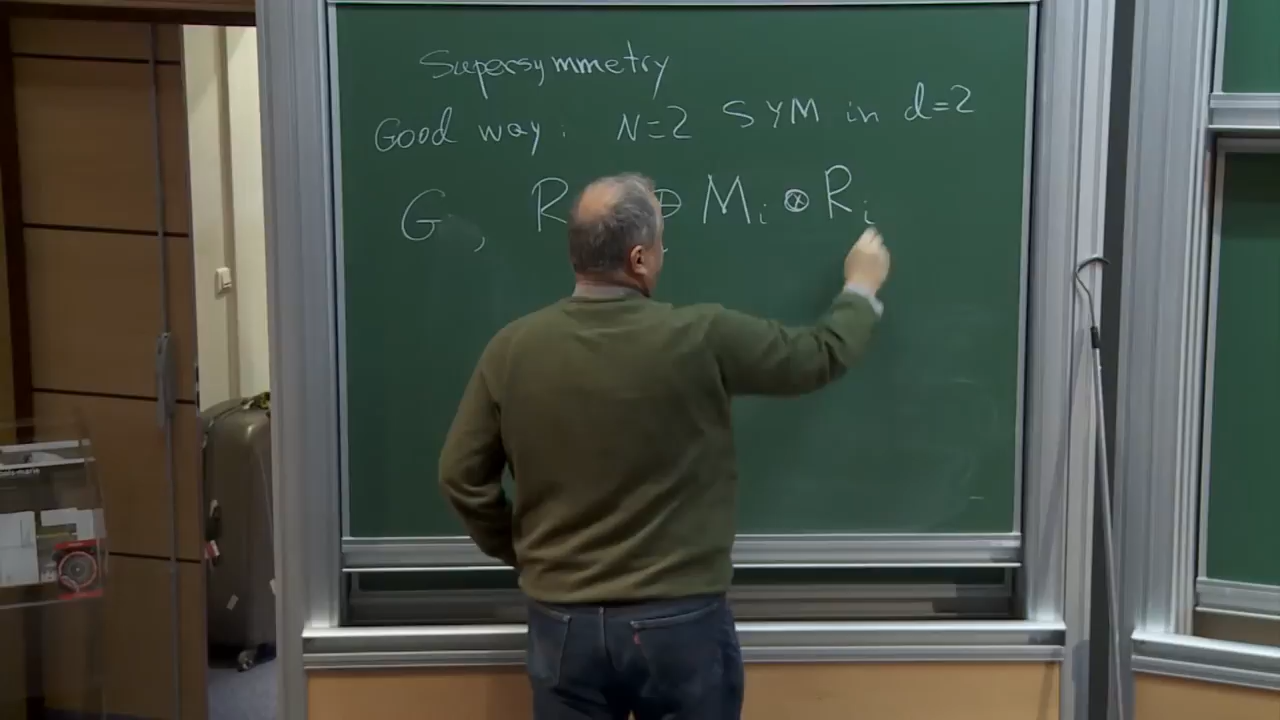 Supersymmetry
Good way: N=2 SYM in d=2
G, R ⊕ M_i ⊗ R_i